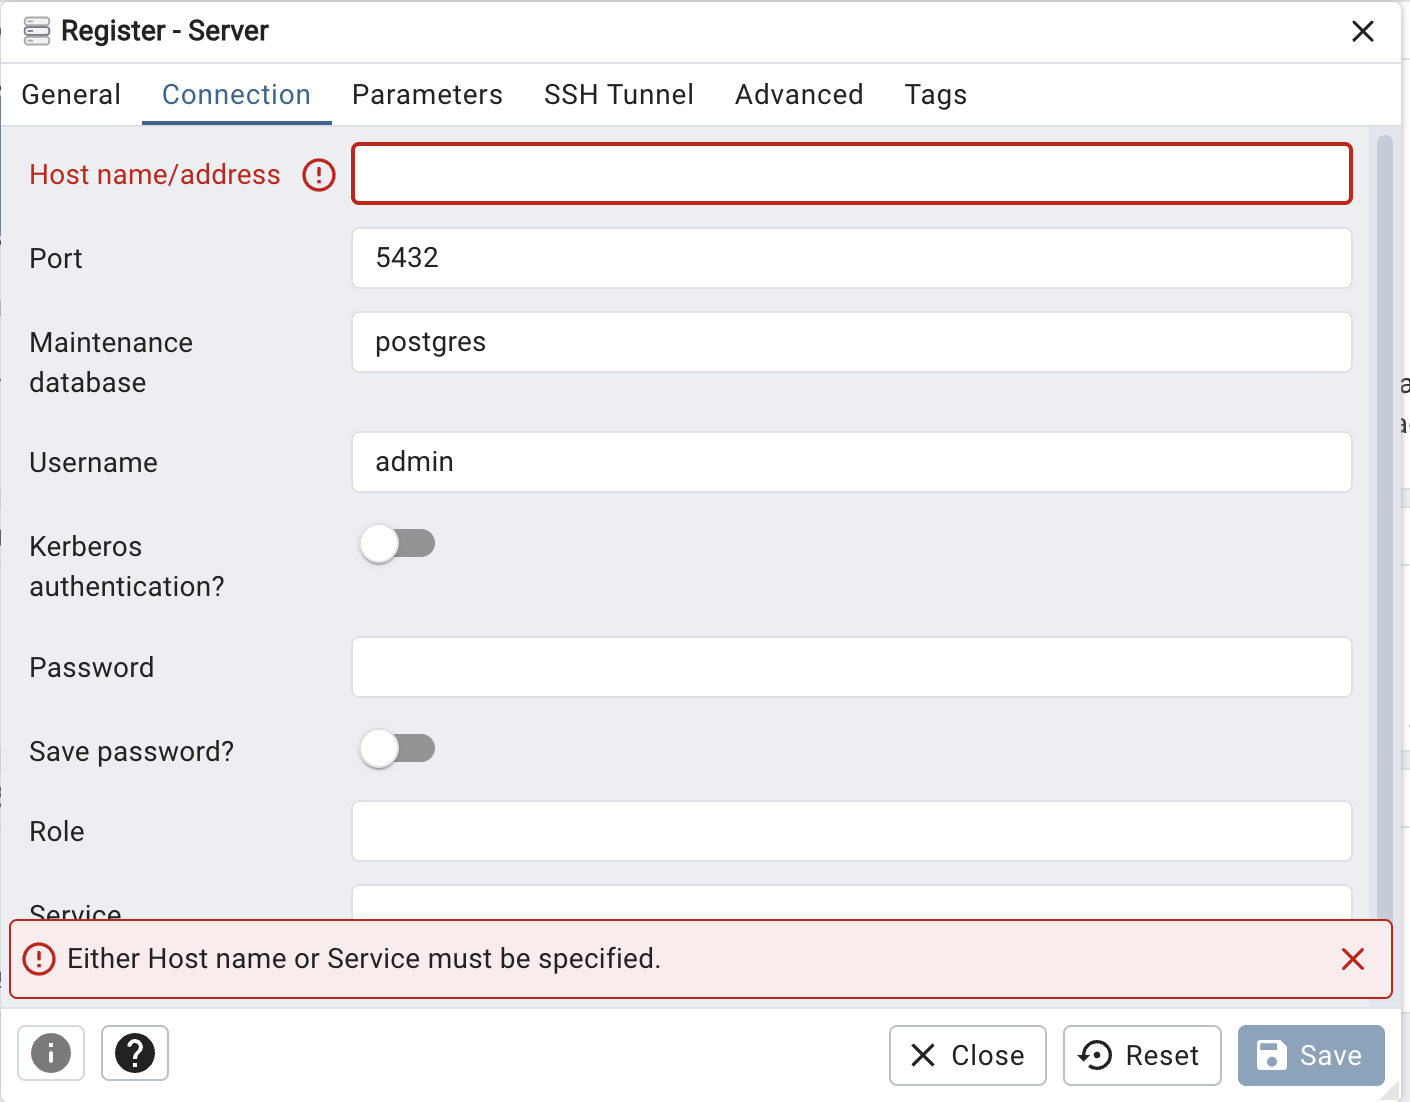 Register - Server
General Connection Parameters SSH Tunnel Advanced Tags
Host name/address
Port 5432
Maintenance database postgres
Username admin
Kerberos authentication?
Password
Save password?
Role
Service
Either Host name or Service must be specified.
Close Reset Save